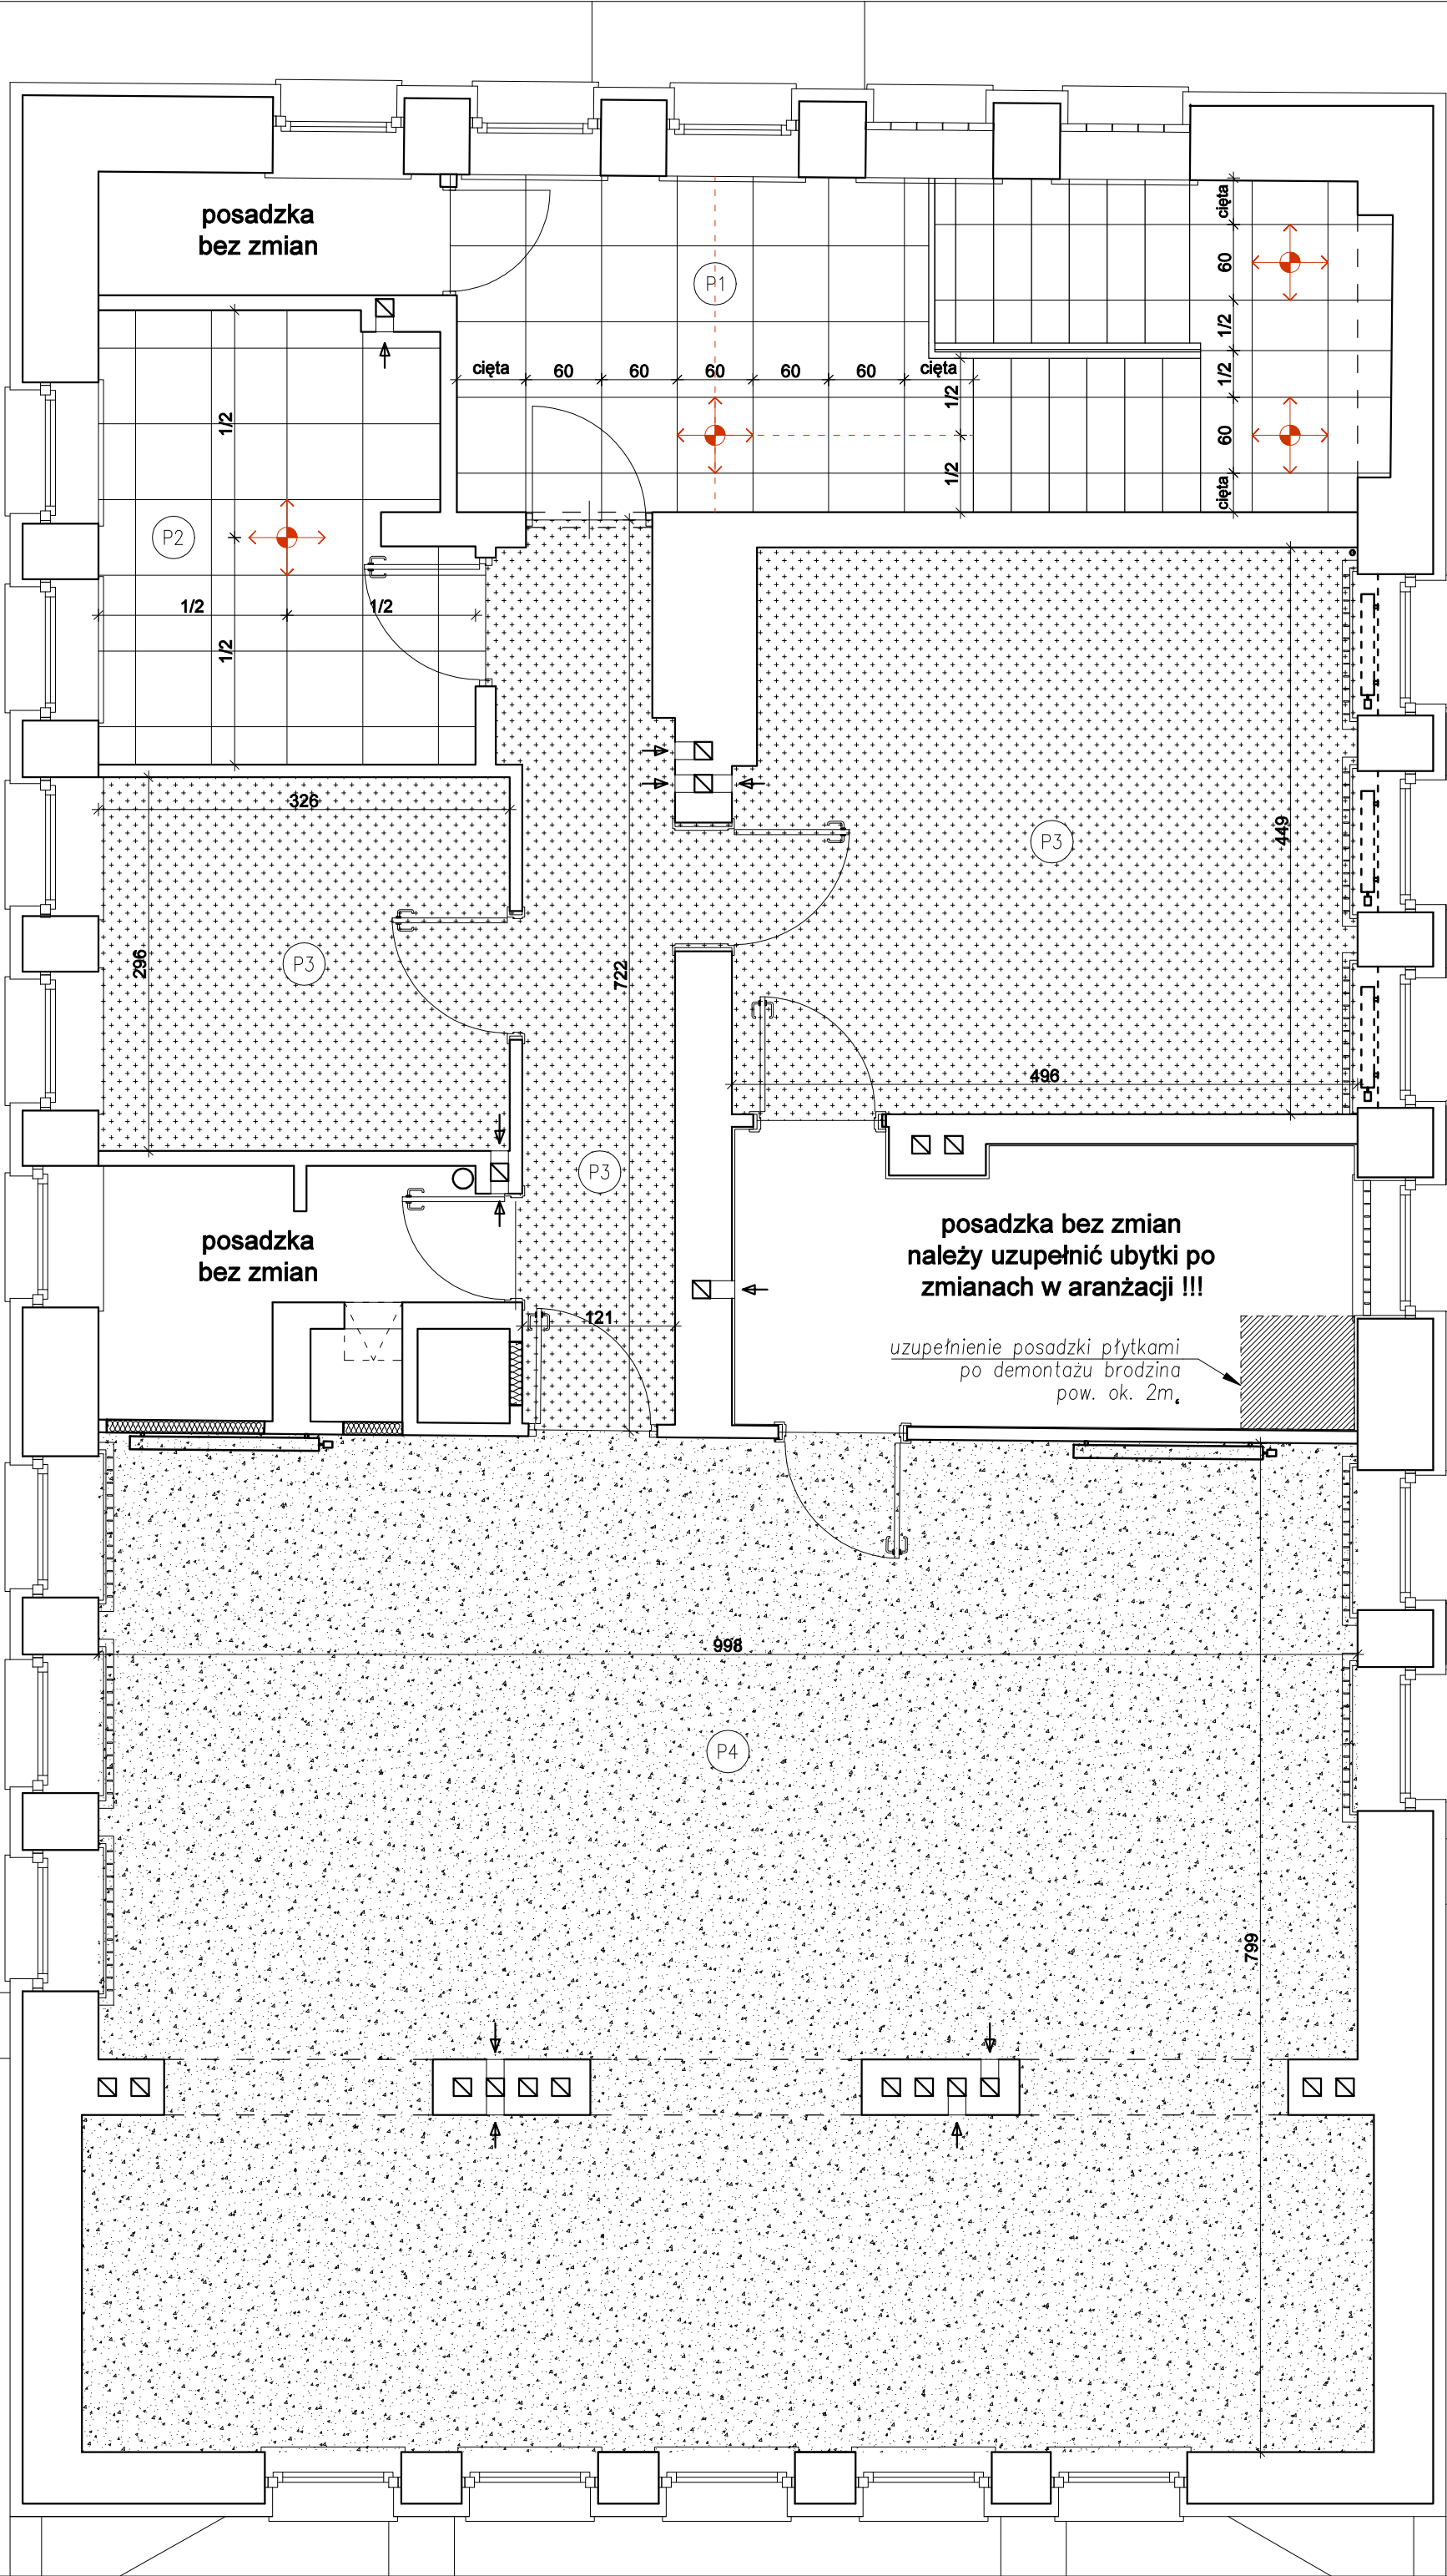 posadzka
bez zmian
P1
cięta
60
1/2
1/2
60
cięta
cięta
60
60
60
60
60
cięta
1/2
1/2
1/2
P2
1/2
1/2
1/2
326
296
P3
722
P3
449
496
P3
posadzka
bez zmian
121
posadzka bez zmian
należy uzupełnić ubytki po
zmianach w aranżacji !!!
uzupełnienie posadzki płytkami
po demontażu brodzina
pow. ok. 2m
998
P4
799